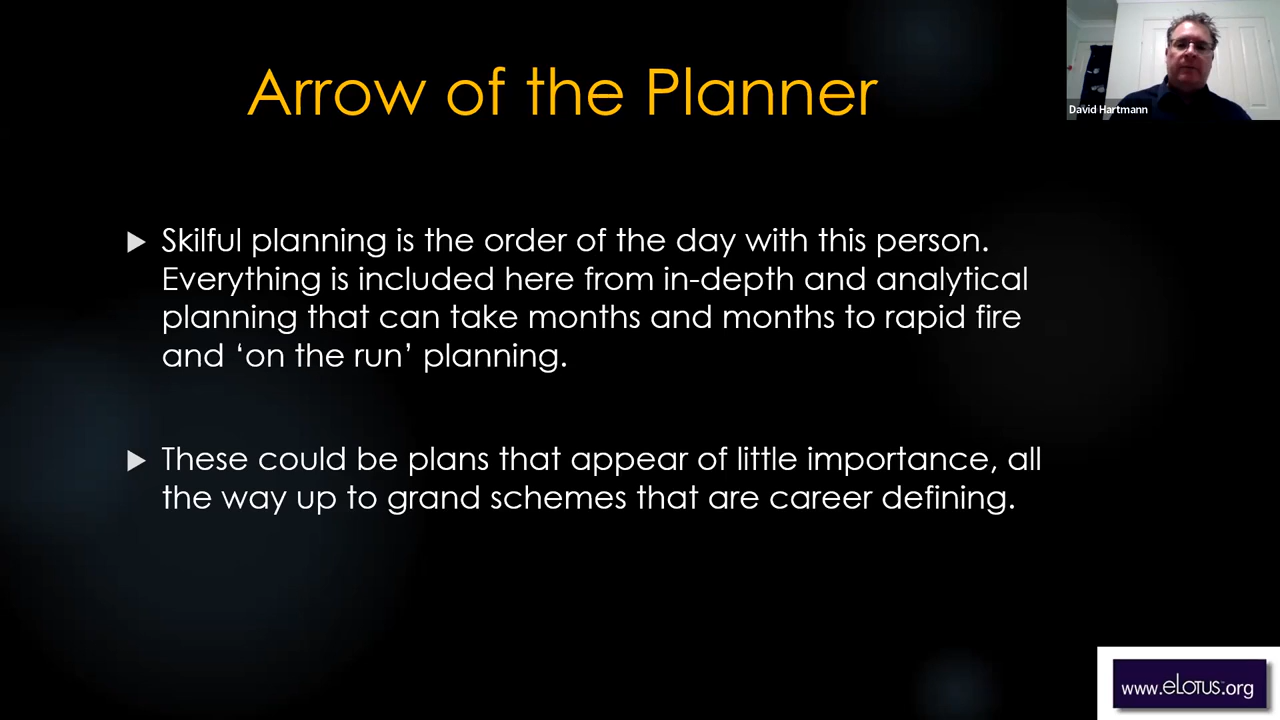 Arrow of the Planner
David Hartmann
Skilful planning is the order of the day with this person.
Everything is included here from in-depth and analytical
planning that can take months and months to rapid fire
and ‘on the run’ planning.
These could be plans that appear of little importance, all
the way up to grand schemes that are career defining.
www.eLotus.org